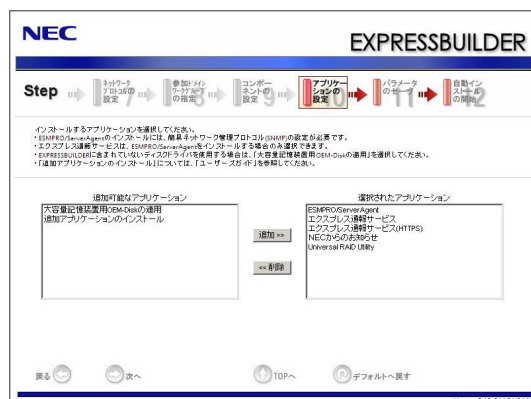 NEC
EXPRESSBUILDER
Step
ネットワーク
プロトコルの
設定 7
参加ドメイン
ワークグループ
の指定 8
コンポー
ネントの
設定 9
アプリケー
ションの
設定 10
パラメータ
のセーブ 11
自動イン
ストール
の開始 12
インストールするアプリケーションを選択してください。
・ESMPRO/ServerAgentのインストールには、簡易ネットワーク管理プロトコル(SNMP)の設定が必要です。
・エクスプレス通報サービスは、ESMPRO/ServerAgentをインストールする場合のみ選択できます。
・EXPRESSBUILDERに含まれていないディスクドライバを使用する場合は、「大容量記憶装置用OEM-Diskの適用」を選択してください。
・「追加アプリケーションのインストール」については、「ユーザーズガイド」を参照してください。
追加可能なアプリケーション
大容量記憶装置用OEM-Diskの適用
追加アプリケーションのインストール
追加 >>
<< 削除
選択されたアプリケーション
ESMPRO/ServerAgent
エクスプレス通報サービス
エクスプレス通報サービス(HTTPS)
NECからのお知らせ
Universal RAID Utility
戻る
次へ
TOPへ
デフォルトへ戻す